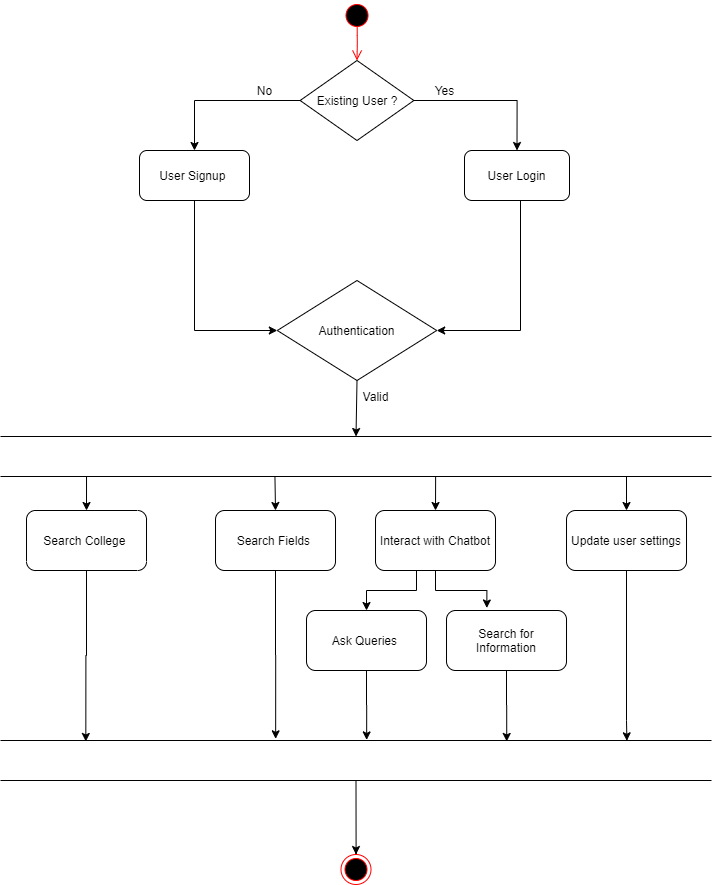 No
Yes
Existing User ?
User Signup
User Login
Authentication
Valid
Search College
Search Fields
Interact with Chatbot
Update user settings
Ask Queries
Search for
Information